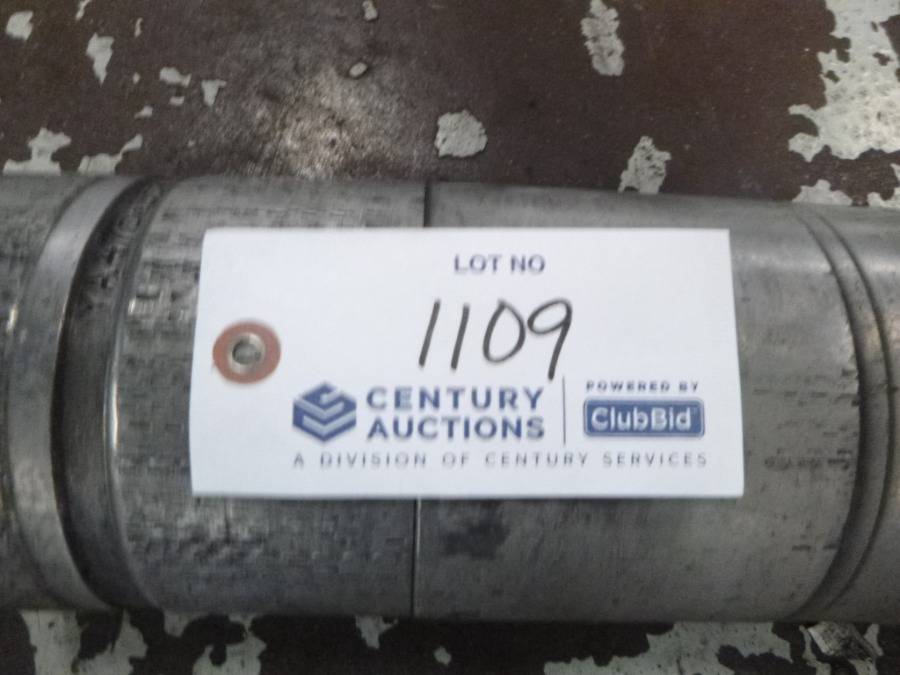 LOT NO
1109
CENTURY AUCTIONS
POWERED BY
ClubBid
A DIVISION OF CENTURY SERVICES